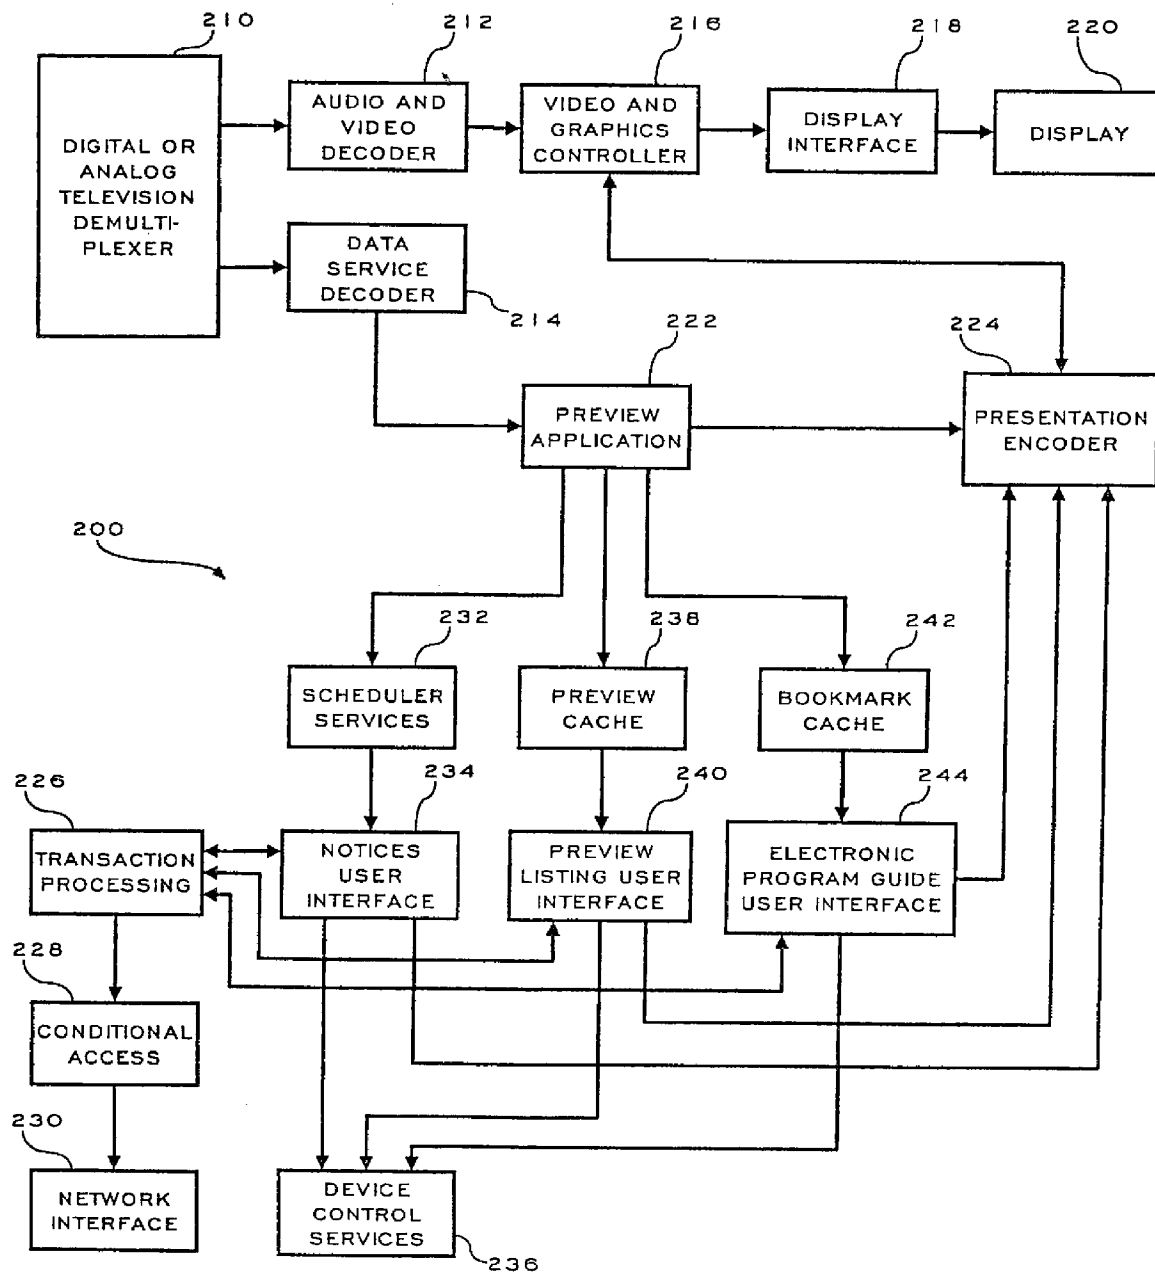 210
212
216
218
220
DIGITAL OR
ANALOG
TELEVISION
DEMULTI-
PLEXER
AUDIO AND
VIDEO
DECODER
VIDEO AND
GRAPHICS
CONTROLLER
DISPLAY
INTERFACE
DISPLAY
DATA
SERVICE
DECODER
214
222
224
PREVIEW
APPLICATION
PRESENTATION
ENCODER
200
232
238
242
SCHEDULER
SERVICES
PREVIEW
CACHE
BOOKMARK
CACHE
226
234
240
244
TRANSACTION
PROCESSING
NOTICES
USER
INTERFACE
PREVIEW
LISTING USER
INTERFACE
ELECTRONIC
PROGRAM GUIDE
USER INTERFACE
228
CONDITIONAL
ACCESS
230
NETWORK
INTERFACE
DEVICE
CONTROL
SERVICES
236